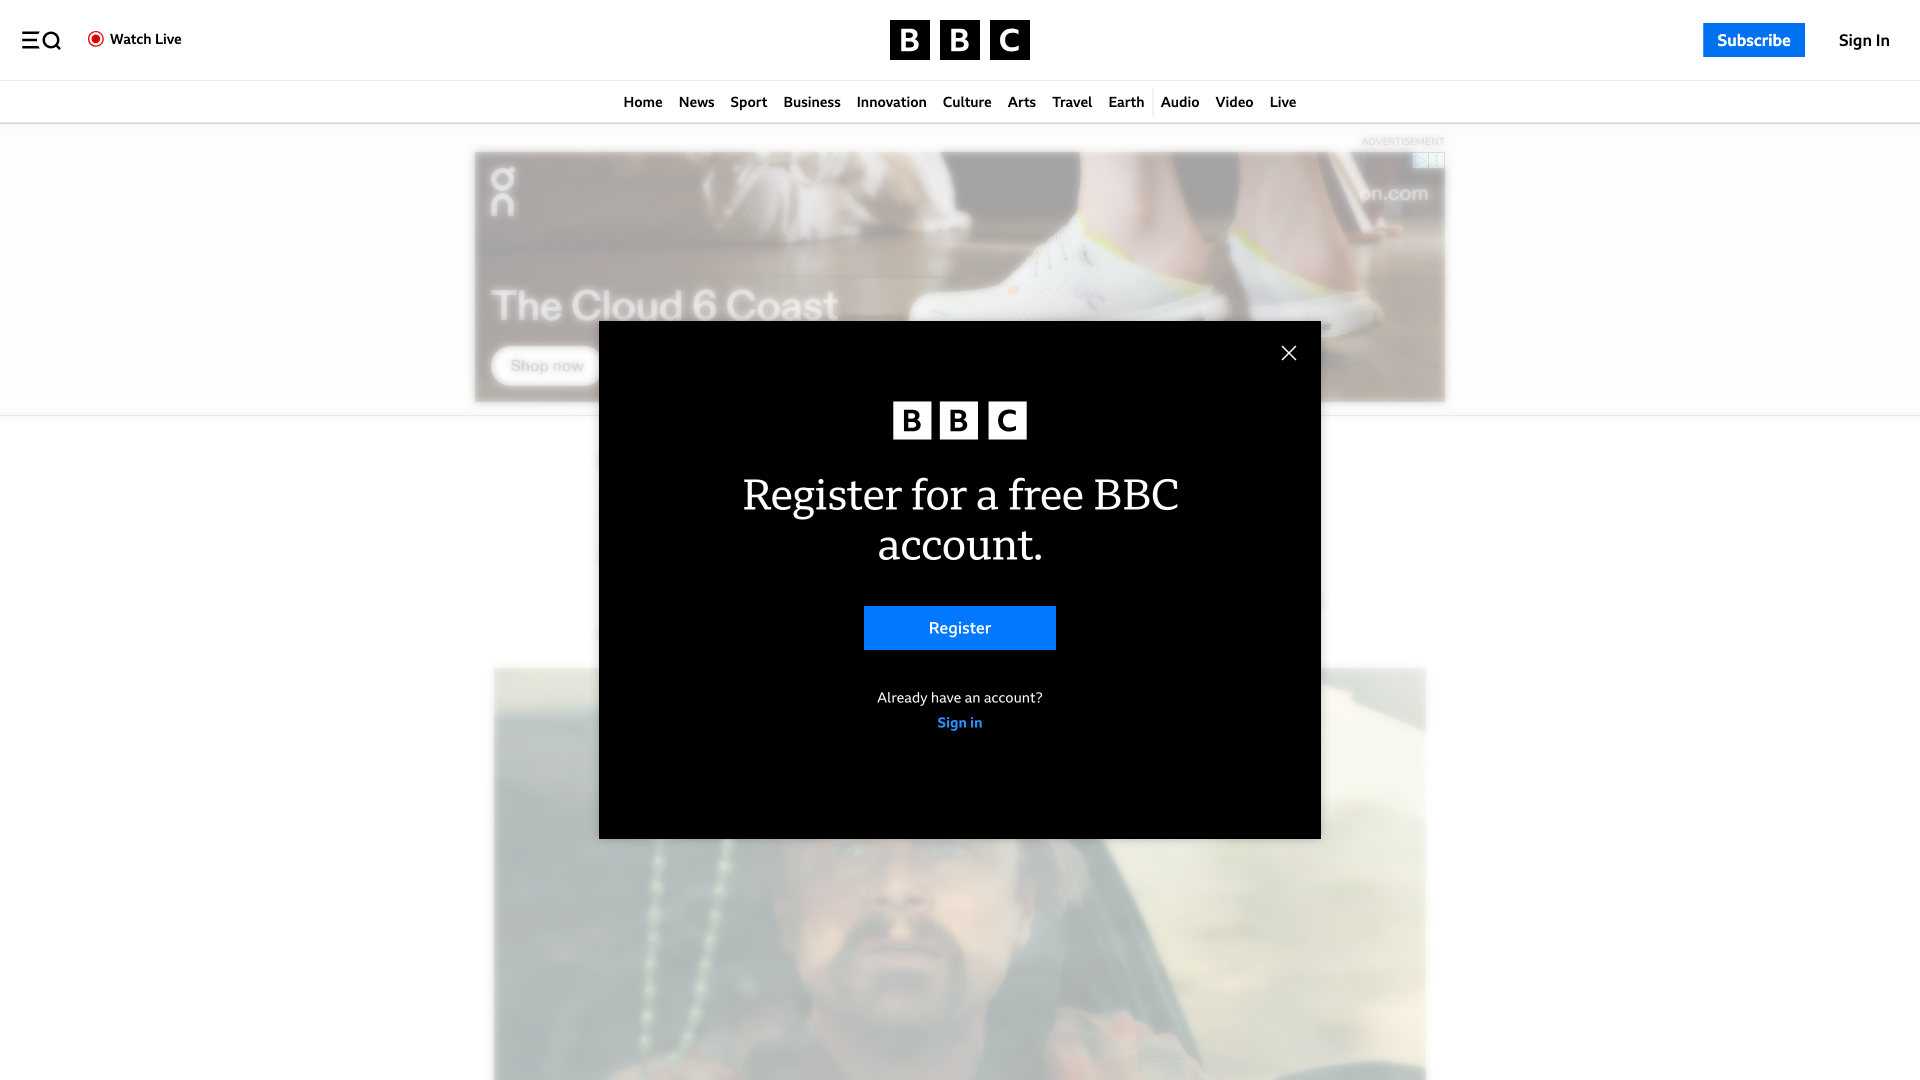 Watch Live
BBC
Subscribe
Sign In
Home News Sport Business Innovation Culture Arts Travel Earth Audio Video Live
ADVERTISEMENT
on
on.com
The Cloud 6 Coast
Shop now
BBC
Register for a free BBC
account.
Register
Already have an account?
Sign in